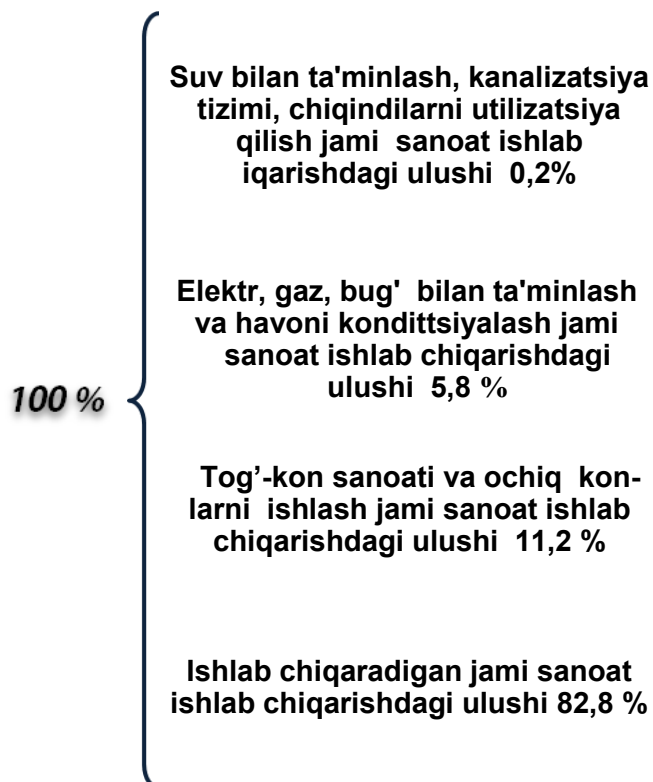 Suv bilan ta'minlash, kanalizatsiya
tizimi, chiqindilarni utilizatsiya
qilish jami sanoat ishlab
iqarishdagi ulushi 0,2%
Elektr, gaz, bug' bilan ta'minlash
va havoni kondittsiyalash jami
sanoat ishlab chiqarishdagi
ulushi 5,8 %
100 %
Tog’-kon sanoati va ochiq kon-
larni ishlash jami sanoat ishlab
chiqarishdagi ulushi 11,2 %
Ishlab chiqaradigan jami sanoat
ishlab chiqarishdagi ulushi 82,8 %